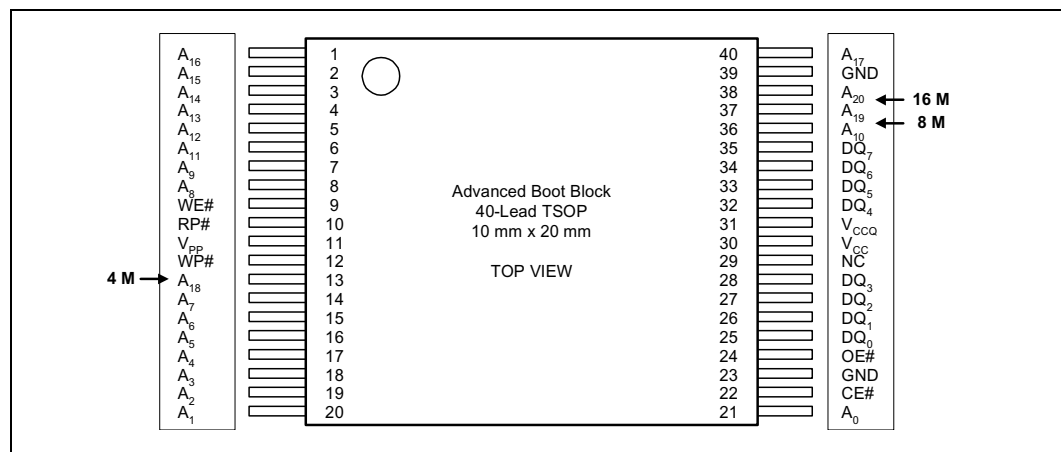 A16 1 40 A17
A15 2 39 GND
A14 3 38 A20
16 M
A13 4 37 A19
8 M
A12 5 36 A10
A11 6 35 DQ7
A9 7 34 DQ6
A8 8 33 DQ5
WE# 9 32 DQ4
RP# 10 31 VCCQ
VPP 11 30 VCC
WP# 12 29 NC
4 M
A18 13 28 DQ3
A7 14 27 DQ2
A6 15 26 DQ1
A5 16 25 DQ0
A4 17 24 OE#
A3 18 23 GND
A2 19 22 CE#
A1 20 21 A0
Advanced Boot Block
40-Lead TSOP
10 mm x 20 mm
TOP VIEW